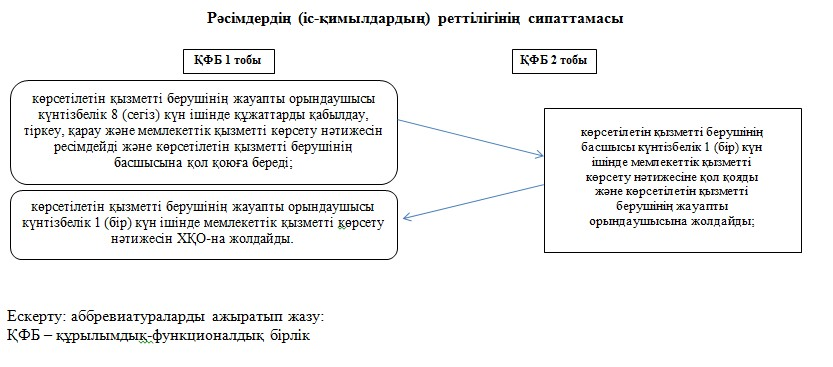 Рәсімдердің (іс-қимылдардың) реттілігінің сипаттамасы
ҚФБ 1 тобы
ҚФБ 2 тобы
көрсетілетін қызметті берушінің жауапты орындаушысы
күнтізбелік 8 (сегіз) күн ішінде құжаттарды қабылдау,
тіркеу, қарау және мемлекеттік қызметті көрсету нәтижесін
ресімдейді және көрсетілетін қызметті берушінің
басшысына қол қоюға береді;
көрсетілетін қызметті берушінің
басшысы күнтізбелік 1 (бір) күн
ішінде мемлекеттік қызметті
көрсету нәтижесіне қол қояды
және көрсетілетін қызметті
берушінің жауапты
орындаушысына жолдайды;
көрсетілетін қызметті берушінің жауапты орындаушысы
күнтізбелік 1 (бір) күн ішінде мемлекеттік қызметті көрсету
нәтижесін ХҚО-на жолдайды.
Ескерту: аббревиатураларды ажыратып жазу:
ҚФБ – құрылымдық-функционалдық бірлік